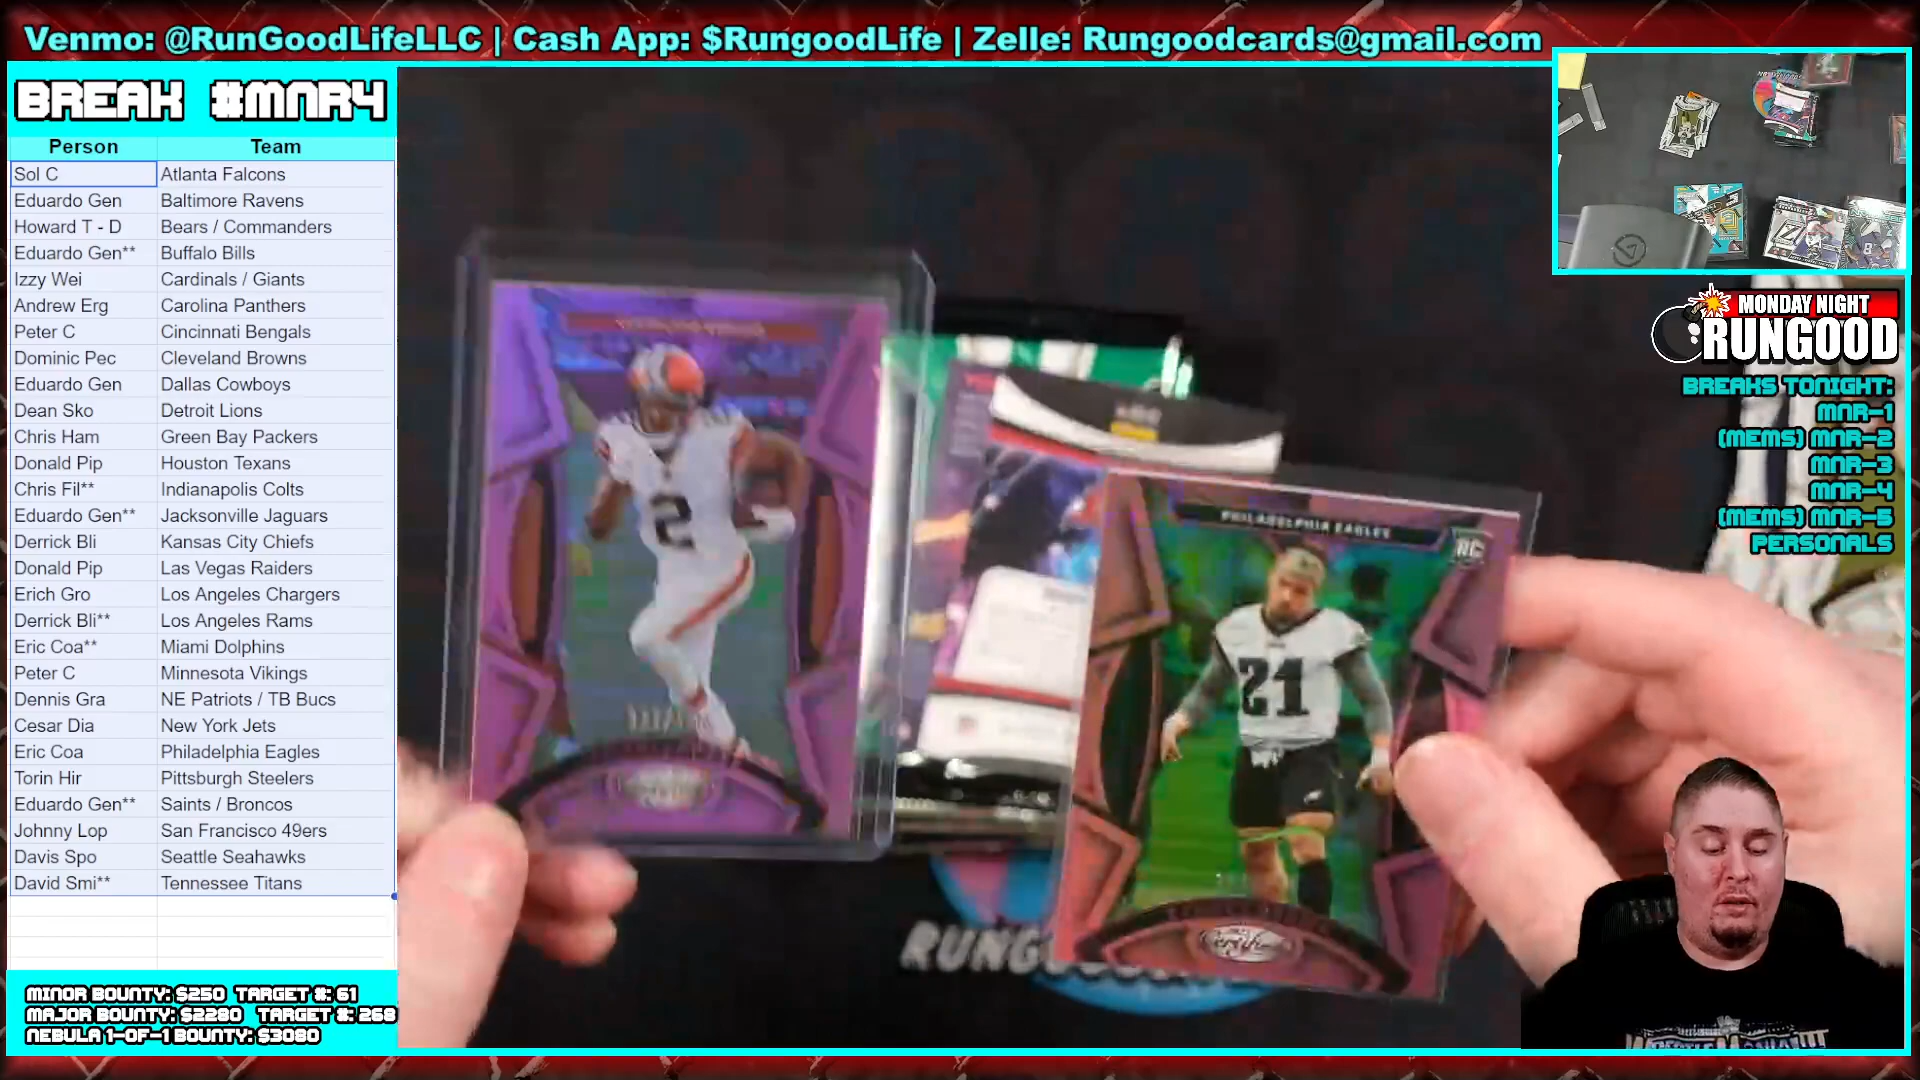 Venmo: @RunGoodLifeLLC | Cash App: $RungoodLife | Zelle: Rungoodcards@gmail.com
BREAK #MNR4
Person Team
Sol C Atlanta Falcons
Eduardo Gen Baltimore Ravens
Howard T - D Bears / Commanders
Eduardo Gen** Buffalo Bills
Izzy Wei Cardinals / Giants
Andrew Erg Carolina Panthers
Peter C Cincinnati Bengals
Dominic Pec Cleveland Browns
Eduardo Gen Dallas Cowboys
Dean Sko Detroit Lions
Chris Ham Green Bay Packers
Donald Pip Houston Texans
Chris Fil** Indianapolis Colts
Eduardo Gen** Jacksonville Jaguars
Derrick Bli Kansas City Chiefs
Donald Pip Las Vegas Raiders
Erich Gro Los Angeles Chargers
Derrick Bli** Los Angeles Rams
Eric Coa** Miami Dolphins
Peter C Minnesota Vikings
Dennis Gra NE Patriots / TB Bucs
Cesar Dia New York Jets
Eric Coa Philadelphia Eagles
Torin Hir Pittsburgh Steelers
Eduardo Gen** Saints / Broncos
Johnny Lop San Francisco 49ers
Davis Spo Seattle Seahawks
David Smi** Tennessee Titans
MINOR BOUNTY: $250 TARGET #: 61
MAJOR BOUNTY: $2280 TARGET #: 268
NEBULA 1-OF-1 BOUNTY: $3080
2
PHILADELPHIA EAGLES
RC
21
MONDAY NIGHT
RUNGOOD
BREAKS TONIGHT:
MNR-1
(MEMS) MNR-2
MNR-3
MNR-4
(MEMS) MNR-5
PERSONALS